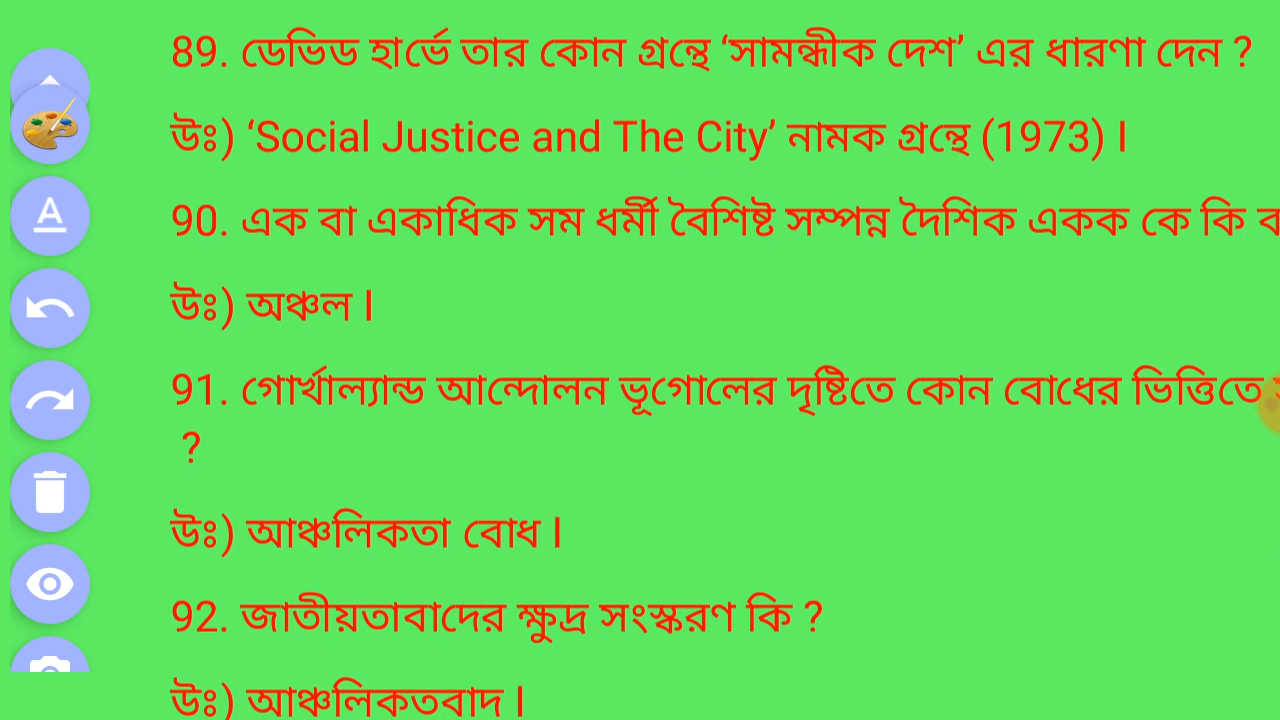 89. ডেভিড হার্ভে তার কোন গ্রন্থে ‘সামন্ধীক দেশ’ এর ধারণা দেন ?
উঃ) ‘Social Justice and The City’ নামক গ্রন্থে (1973) ।
90. এক বা একাধিক সম ধর্মী বৈশিষ্ট সম্পন্ন দৈশিক একক কে কি
উঃ) অঞ্চল ।
91. গোর্খাল্যান্ড আন্দোলন ভূগোলের দৃষ্টিতে কোন বোধের ভিত্তিতে
?
উঃ) আঞ্চলিকতা বোধ ।
92. জাতীয়তাবাদের ক্ষুদ্র সংস্করণ কি ?
উঃ) আঞ্চলিকতবাদ ।